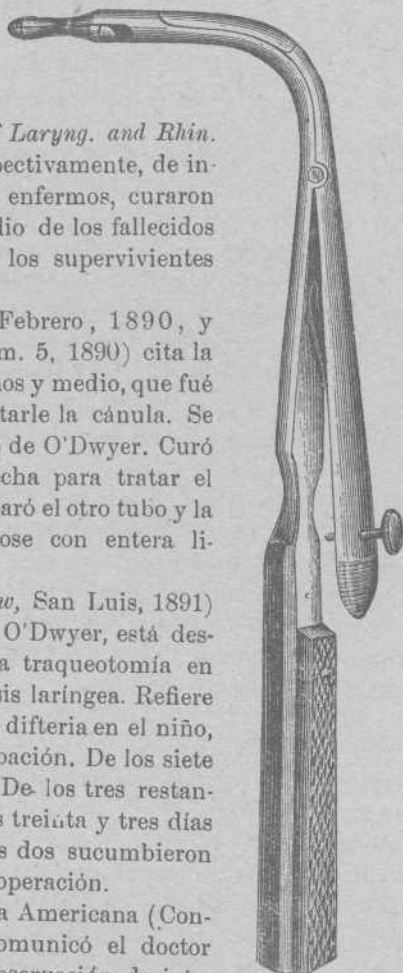 Laryng. and Rhin.
pectivamente, de in-
enfermos, curaron
dio de los fallecidos
los supervivientes
Febrero, 1890, y
m. 5, 1890) cita la
nos y medio, que fué
tarle la cánula. Se
de O'Dwyer. Curó
echa para tratar el
aró el otro tubo y la
ose con entera li-
w, San Luis, 1891)
O'Dwyer, está des-
a traqueotomía en
sis laríngea. Refiere
difteria en el niño,
pación. De los siete
De los tres restan-
s treinta y tres días
s dos sucumbieron
operación.
a Americana (Con-
omunicó el doctor